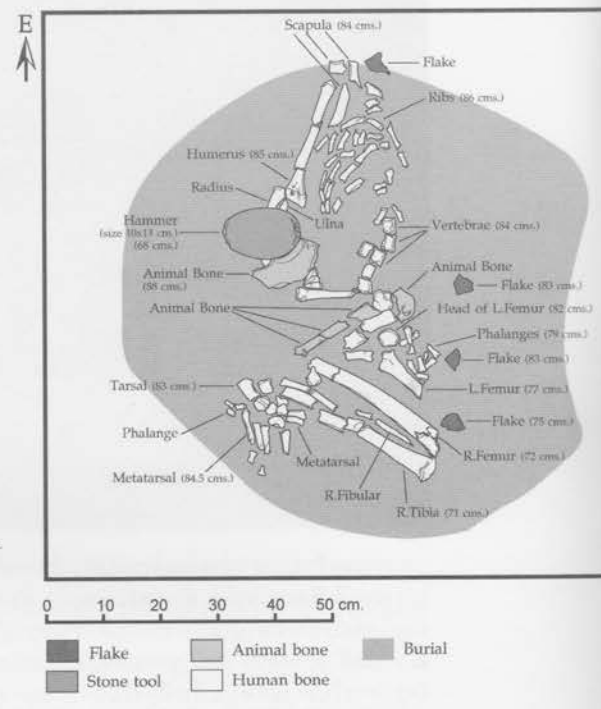 E
Scapula (84 cms.)
Flake
Ribs (86 cms.)
Humerus (85 cms.)
Radius
Hammer
(size 10x13 cm.)
(68 cms.)
Ulna
Vertebrae (84 cms.)
Animal Bone
(88 cms.)
Animal Bone
Flake (83 cms.)
Animal Bone
Head of L.Femur (82 cms.)
Phalanges (79 cms.)
Flake (83 cms.)
Tarsal (83 cms.)
L.Femur (77 cms.)
Phalange
Flake (75 cms.)
Metatarsal
R.Femur (72 cms.)
Metatarsal (84.5 cms.)
R.Fibular
R.Tibia (71 cms.)
0 10 20 30 40 50 cm.
Flake Animal bone Burial
Stone tool Human bone